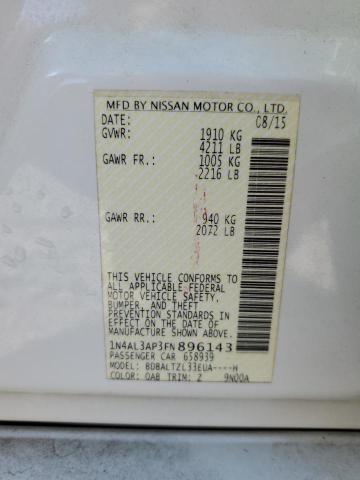 MFD BY NISSAN MOTOR CO., LTD.
DATE: 08/15
GVWR: 1910 KG
4211 LB
GAWR FR.: 1005 KG
2216 LB
GAWR RR.: 940 KG
2072 LB
THIS VEHICLE CONFORMS TO
ALL APPLICABLE FEDERAL
MOTOR VEHICLE SAFETY,
BUMPER, AND THEFT
PREVENTION STANDARDS IN
EFFECT ON THE DATE OF
MANUFACTURE SHOWN ABOVE.
1N4AL3AP3FN896143
PASSENGER CAR 658939
MODEL: BDBALTZL33EUA----H
COLOR: QAB TRIM: Z 9N00A